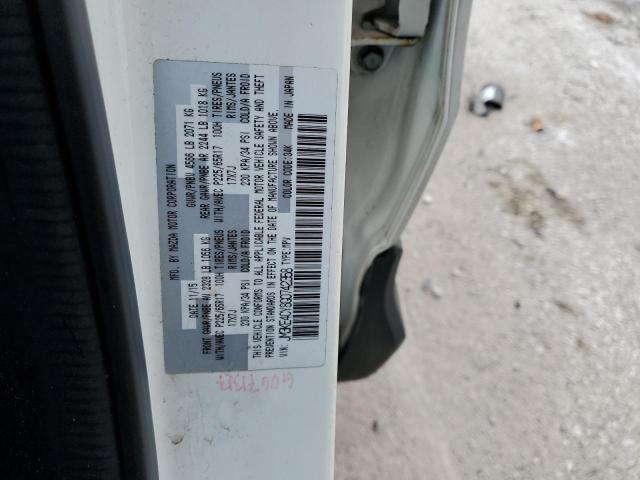 MFD. BY MAZDA MOTOR CORPORATION
DATE: 11/15 GVWR/PNBV 4566 LB 2071 KG
FRONT GAWR/PNBE AV 2328 LB 1056 KG REAR GAWR/PNBE AR 2244 LB 1018 KG
WITH/AVEC P225/65R17 100H TIRES/PNEUS WITH/AVEC P225/65R17 100H TIRES/PNEUS
17X7J RIMS/JANTES 17X7J RIMS/JANTES
230 KPA/34 PSI COLD/A FROID 230 KPA/34 PSI COLD/A FROID
THIS VEHICLE CONFORMS TO ALL APPLICABLE FEDERAL MOTOR VEHICLE SAFETY AND THEFT
PREVENTION STANDARDS IN EFFECT ON THE DATE OF MANUFACTURE SHOWN ABOVE.
VIN: TYPE: MPV COLOR CODE: 34K MADE IN JAPAN